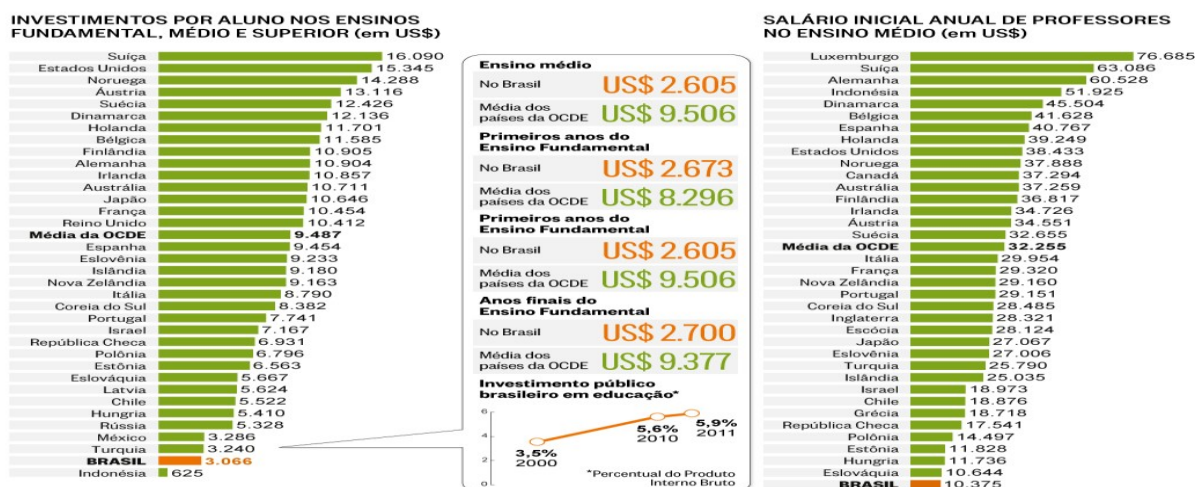 INVESTIMENTOS POR ALUNO NOS ENSINOS
FUNDAMENTAL, MÉDIO E SUPERIOR (em US$)
Suíça 16.090
Estados Unidos 15.345
Noruega 14.288
Áustria 13.116
Suécia 12.426
Dinamarca 12.136
Holanda 11.701
Bélgica 11.585
Finlândia 10.905
Alemanha 10.904
Irlanda 10.857
Austrália 10.711
Japão 10.646
França 10.454
Reino Unido 10.412
Média da OCDE 9.487
Espanha 9.454
Eslovênia 9.233
Islândia 9.180
Nova Zelândia 9.163
Itália 8.790
Coreia do Sul 8.382
Portugal 7.741
Israel 7.167
República Checa 6.931
Polônia 6.796
Estônia 6.563
Eslováquia 5.667
Latvia 5.624
Chile 5.522
Hungria 5.410
Rússia 5.328
México 3.286
Turquia 3.240
BRASIL 3.066
Indonésia 625
Ensino médio
No Brasil US$ 2.605
Média dos
países da OCDE US$ 9.506
Primeiros anos do
Ensino Fundamental
No Brasil US$ 2.673
Média dos
países da OCDE US$ 8.296
Primeiros anos do
Ensino Fundamental
No Brasil US$ 2.605
Média dos
países da OCDE US$ 9.506
Anos finais do
Ensino Fundamental
No Brasil US$ 2.700
Média dos
países da OCDE US$ 9.377
Investimento público
brasileiro em educação*
6
4
2
0
3,5%
2000
5,6%
2010
5,9%
2011
*Percentual do Produto
Interno Bruto
SALÁRIO INICIAL ANUAL DE PROFESSORES
NO ENSINO MÉDIO (em US$)
Luxemburgo 76.685
Suíça 63.086
Alemanha 60.528
Indonésia 51.925
Dinamarca 45.504
Bélgica 41.628
Espanha 40.767
Holanda 39.249
Estados Unidos 38.433
Noruega 37.888
Canadá 37.294
Austrália 37.259
Finlândia 36.817
Irlanda 34.726
Áustria 34.551
Suécia 32.655
Média da OCDE 32.255
Itália 29.954
França 29.320
Nova Zelândia 29.160
Portugal 29.151
Coreia do Sul 28.485
Inglaterra 28.321
Escócia 28.124
Japão 27.067
Eslovênia 27.006
Turquia 25.790
Islândia 25.035
Israel 18.973
Chile 18.876
Grécia 18.718
República Checa 17.541
Polônia 14.497
Estônia 11.828
Hungria 11.736
Eslováquia 10.644
BRASIL 10.375